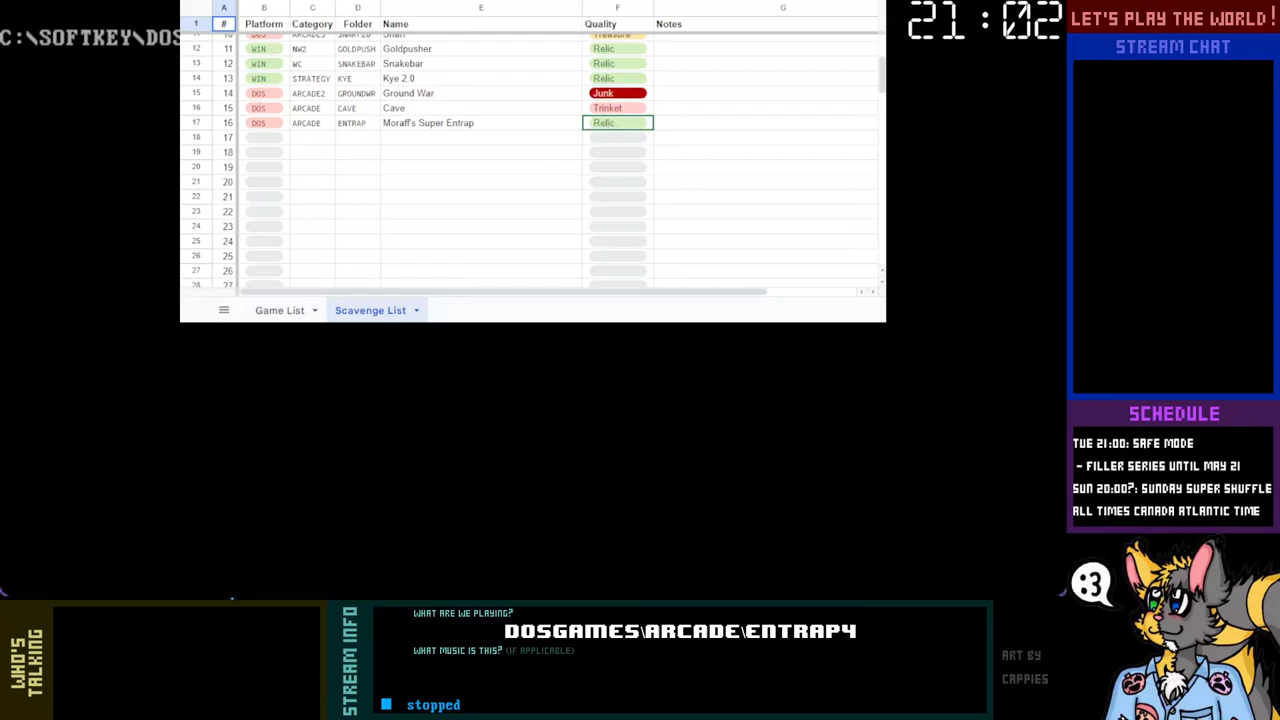 C:\SOFTKEY\DOS
A B C D E F G
1 # Platform Category Folder Name Quality Notes
12 11 WIN NW2 GOLDPUSH Goldpusher Relic
13 12 WIN WC SNAKEBAR Snakebar Relic
14 13 WIN STRATEGY KYE Kye 2.0 Relic
15 14 DOS ARCADE2 GROUNDWR Ground War Junk
16 15 DOS ARCADE CAVE Cave Trinket
17 16 DOS ARCADE ENTRAP Moraff's Super Entrap Relic
18 17
19 18
20 19
21 20
22 21
23 22
24 23
25 24
26 25
27 26
28 27
Game List Scavenge List
21:02
LET'S PLAY THE WORLD!
STREAM CHAT
SCHEDULE
TUE 21:00: SAFE MODE
- FILLER SERIES UNTIL MAY 21
SUN 20:00?: SUNDAY SUPER SHUFFLE
ALL TIMES CANADA ATLANTIC TIME
:3
WHO'S TALKING
STREAM INFO
WHAT ARE WE PLAYING?
DOSGAMES\ARCADE\ENTRAP4
WHAT MUSIC IS THIS? (IF APPLICABLE)
stopped
ART BY
CAPPIES